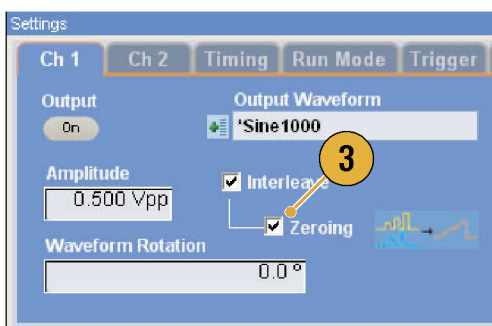 Settings
Ch 1 Ch 2 Timing Run Mode Trigger
Output Output Waveform
On *Sine1000
3
Amplitude Interleave
0.500 Vpp
Zeroing
Waveform Rotation
0.0 °